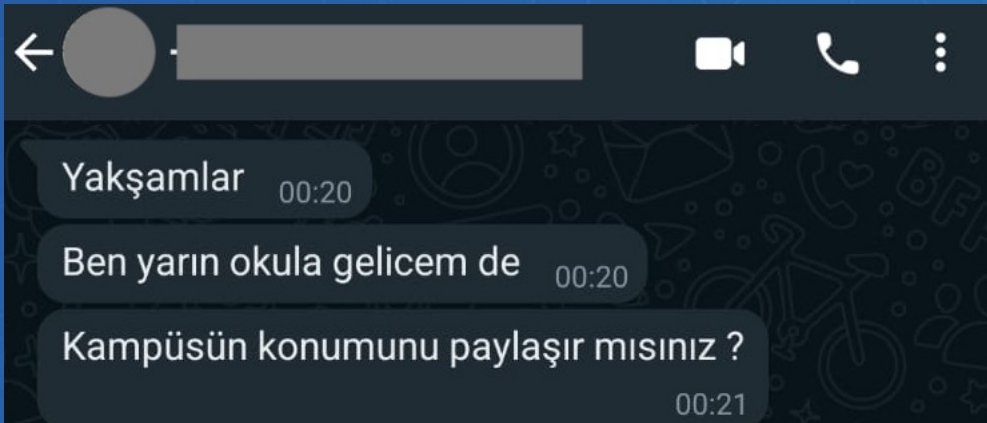 Yakşamlar 00:20
Ben yarın okula gelicem de 00:20
Kampüsün konumunu paylaşır mısınız ?
00:21